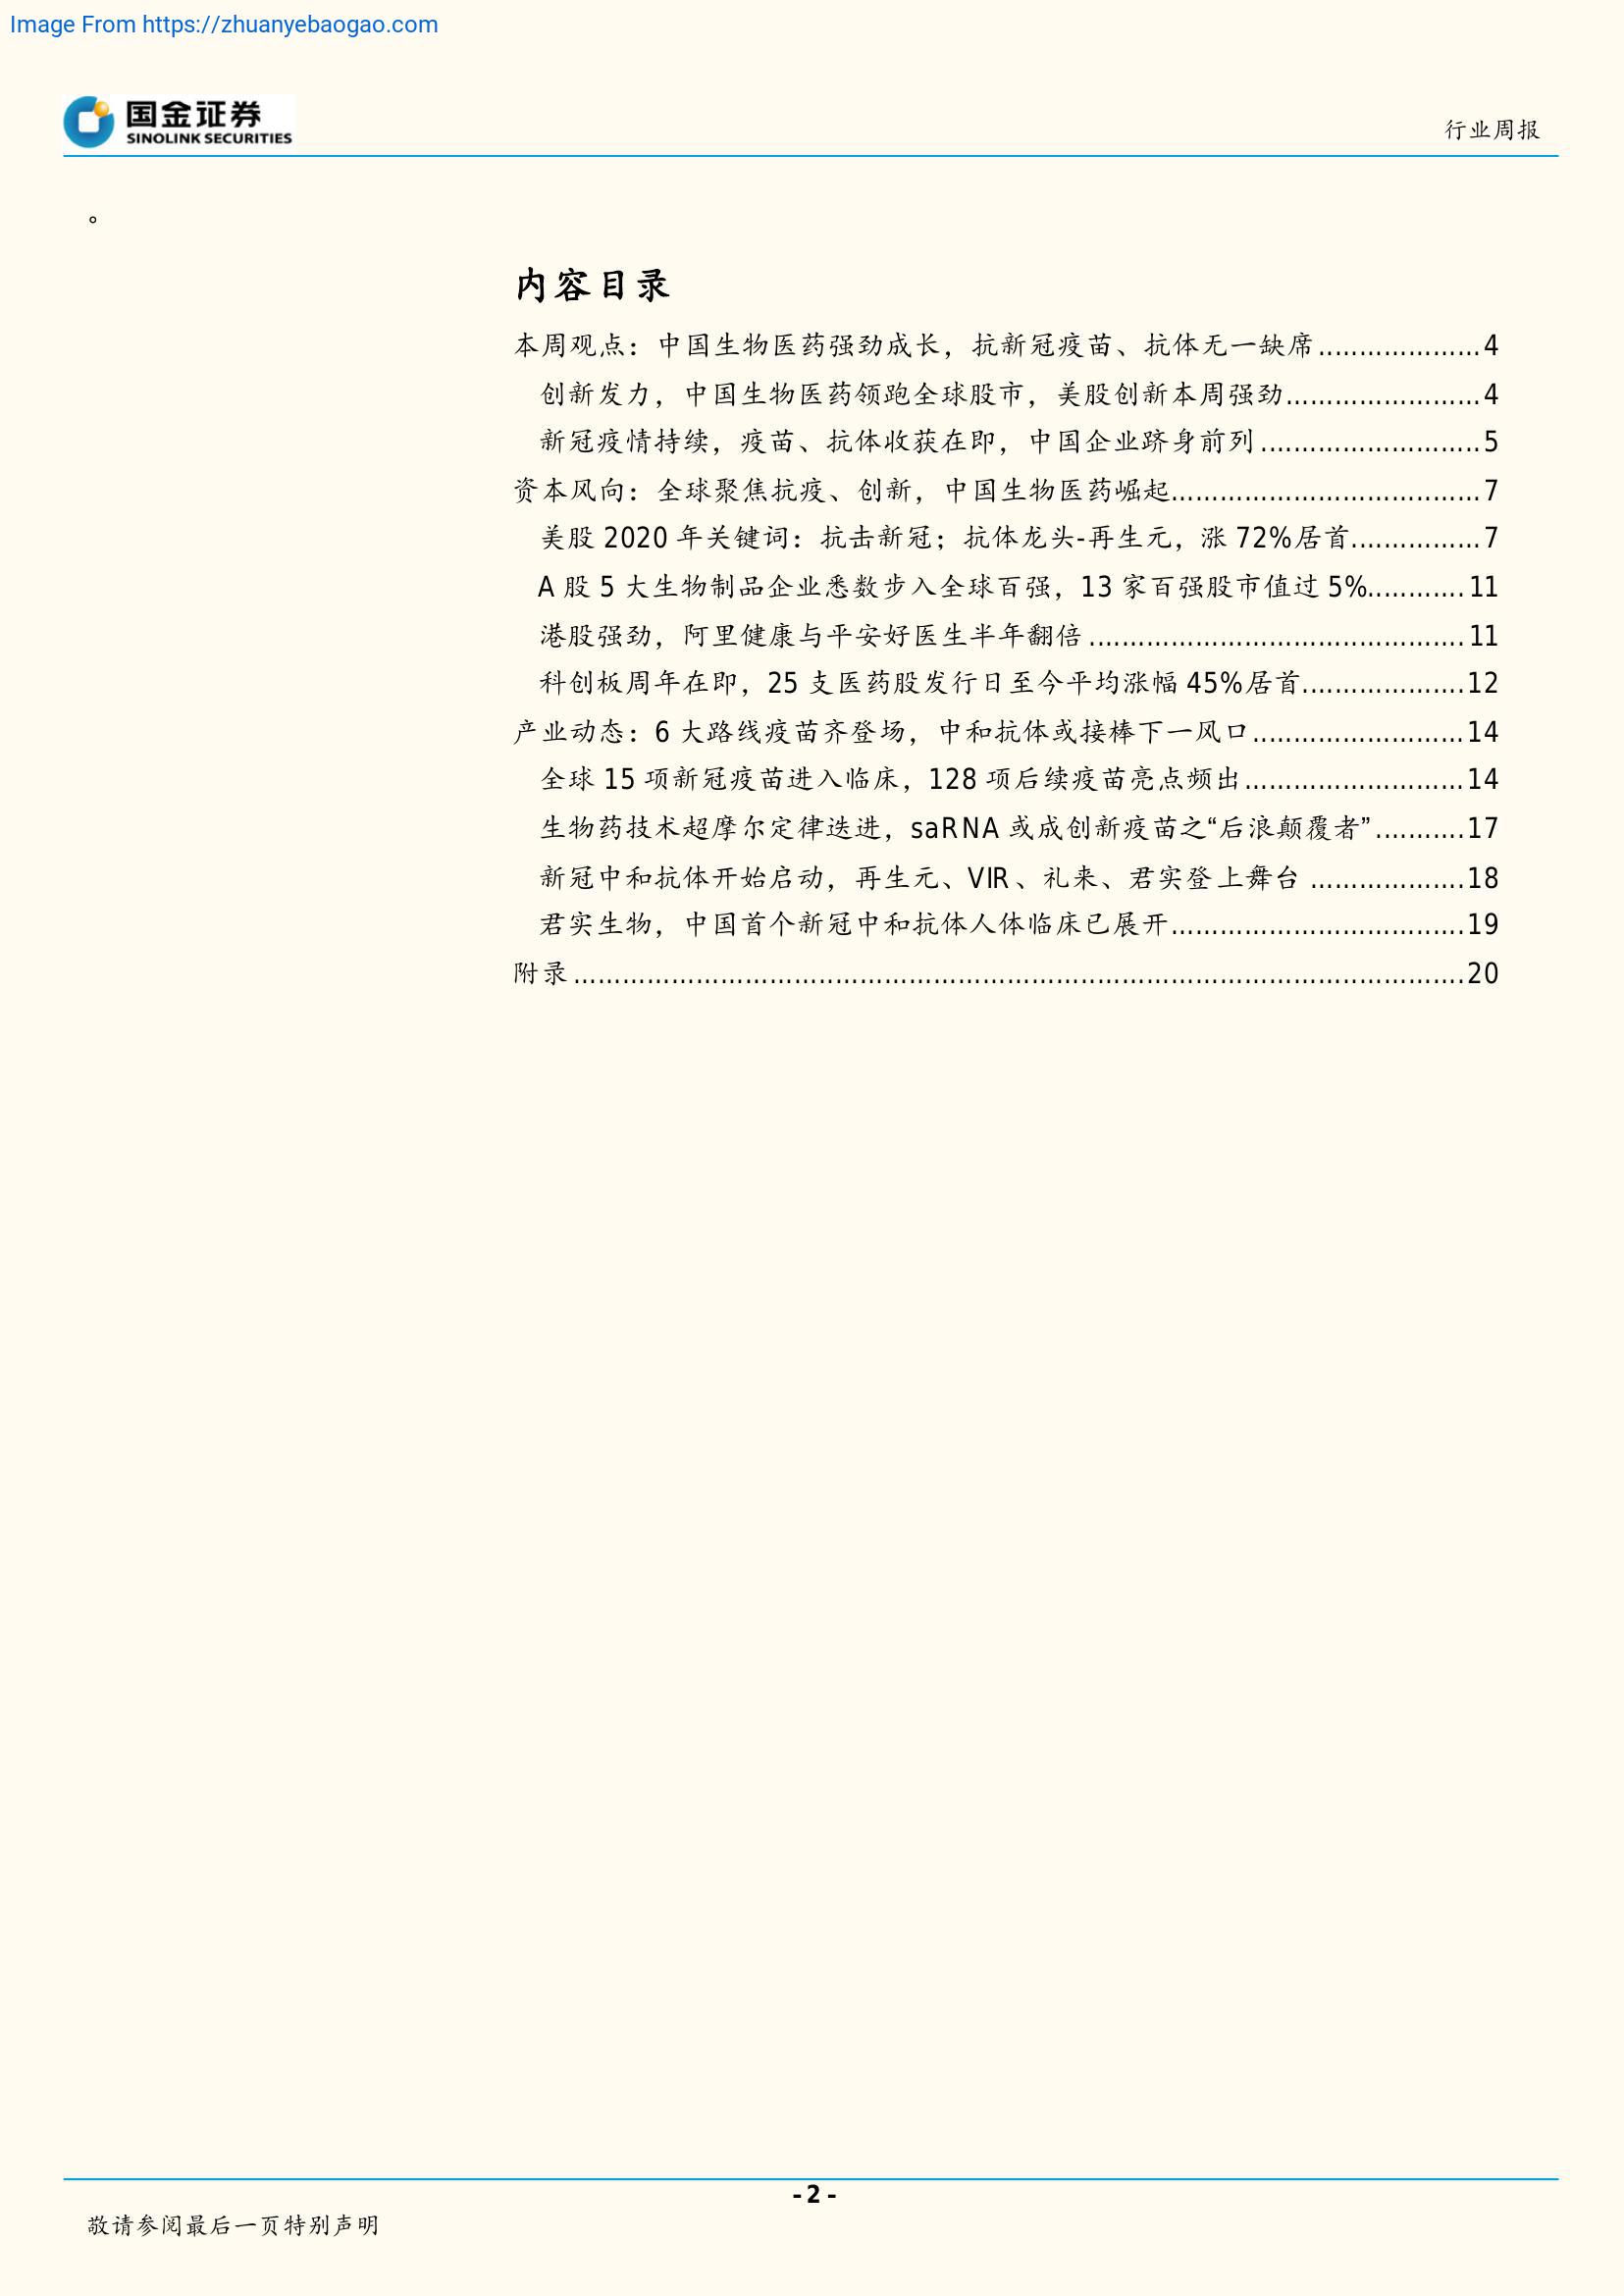 Image From https://zhuanyebaogao.com
国金证券
SINOLINK SECURITIES
行业周报
。
内容目录
本周观点：中国生物医药强劲成长，抗新冠疫苗、抗体无一缺席....................4
创新发力，中国生物医药领跑全球股市，美股创新本周强劲........................4
新冠疫情持续，疫苗、抗体收获在即，中国企业跻身前列...........................5
资本风向：全球聚焦抗疫、创新，中国生物医药崛起......................................7
美股 2020 年关键词：抗击新冠；抗体龙头-再生元，涨 72%居首................7
A 股 5 大生物制品企业悉数步入全球百强，13 家百强股市值过 5%............11
港股强劲，阿里健康与平安好医生半年翻倍..............................................11
科创板周年在即，25 支医药股发行日至今平均涨幅 45%居首....................12
产业动态：6 大路线疫苗齐登场，中和抗体或接棒下一风口..........................14
全球 15 项新冠疫苗进入临床，128 项后续疫苗亮点频出...........................14
生物药技术超摩尔定律迭进，saRNA 或成创新疫苗之“后浪颠覆者”...........17
新冠中和抗体开始启动，再生元、VIR、礼来、君实登上舞台 ...................18
君实生物，中国首个新冠中和抗体人体临床已展开....................................19
附录.............................................................................................................20
- 2 -
敬请参阅最后一页特别声明